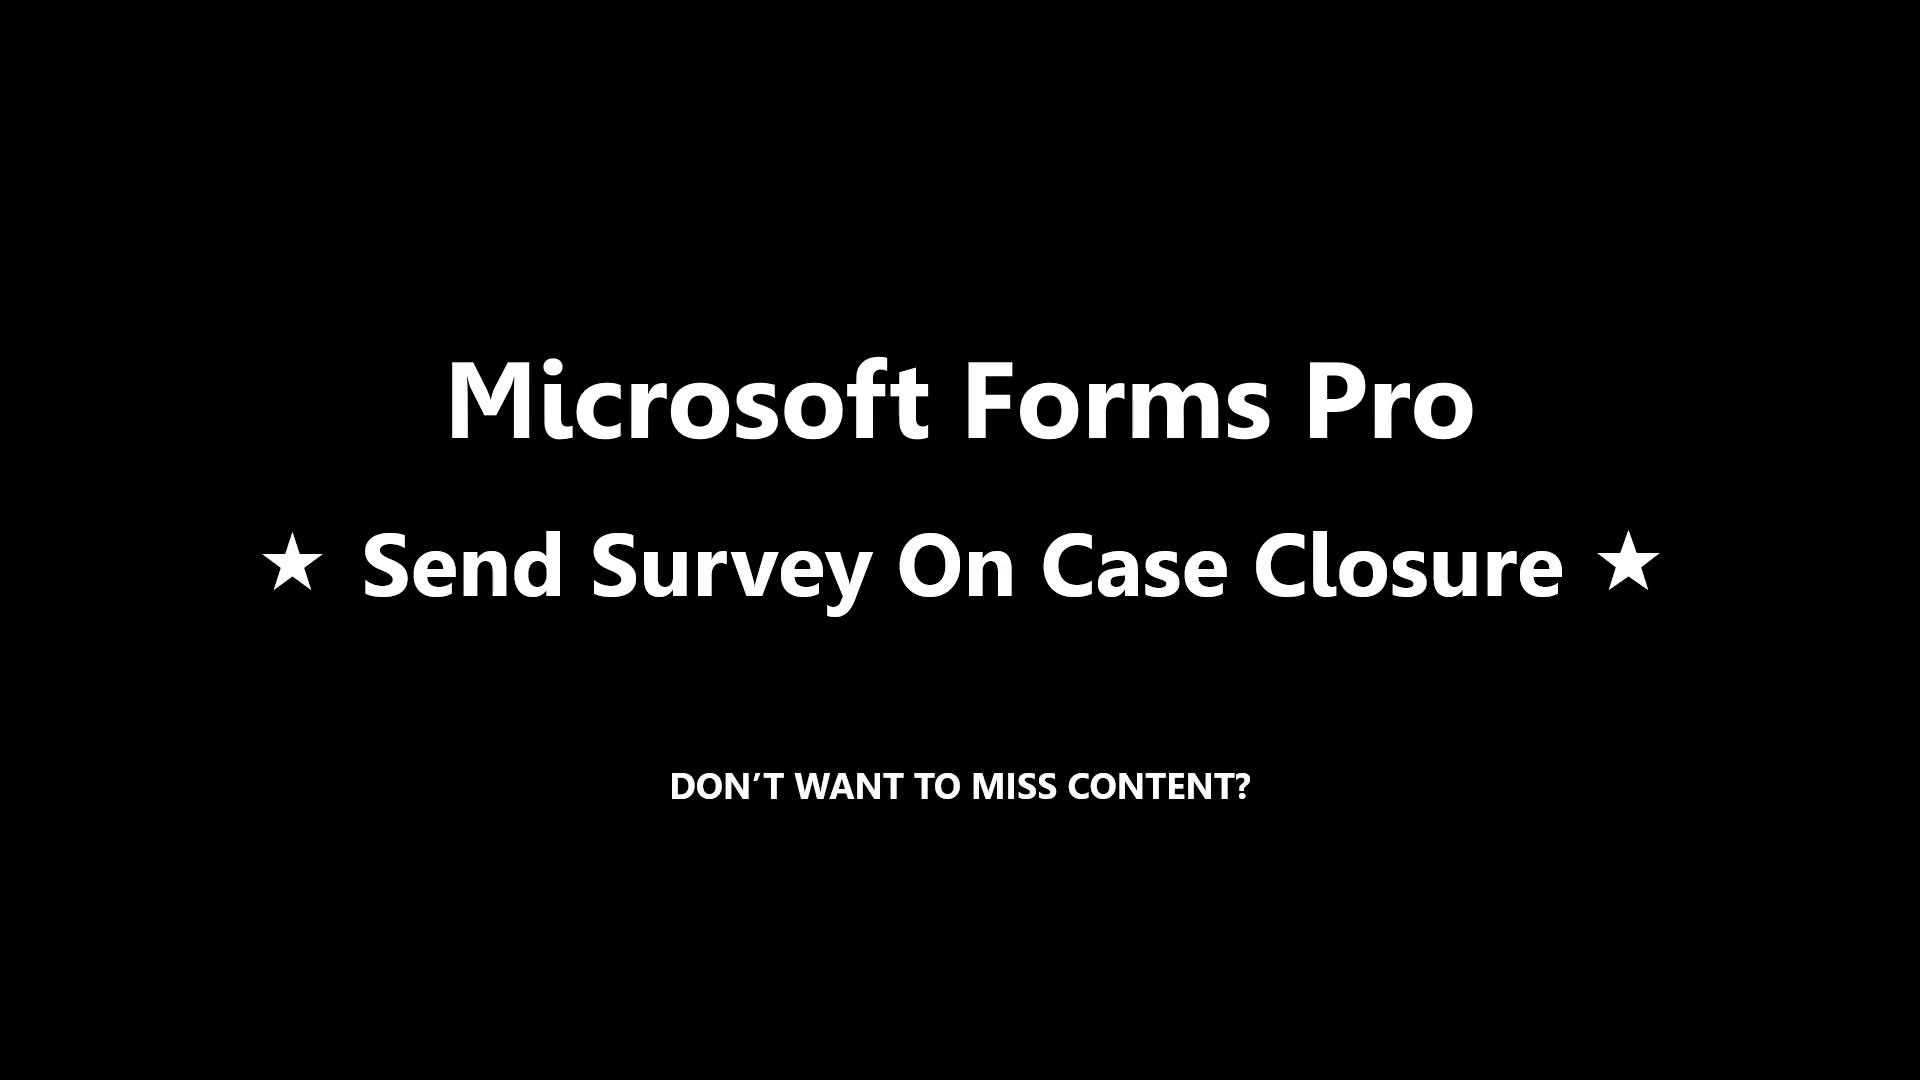 Microsoft Forms Pro
★ Send Survey On Case Closure ★
DON’T WANT TO MISS CONTENT?